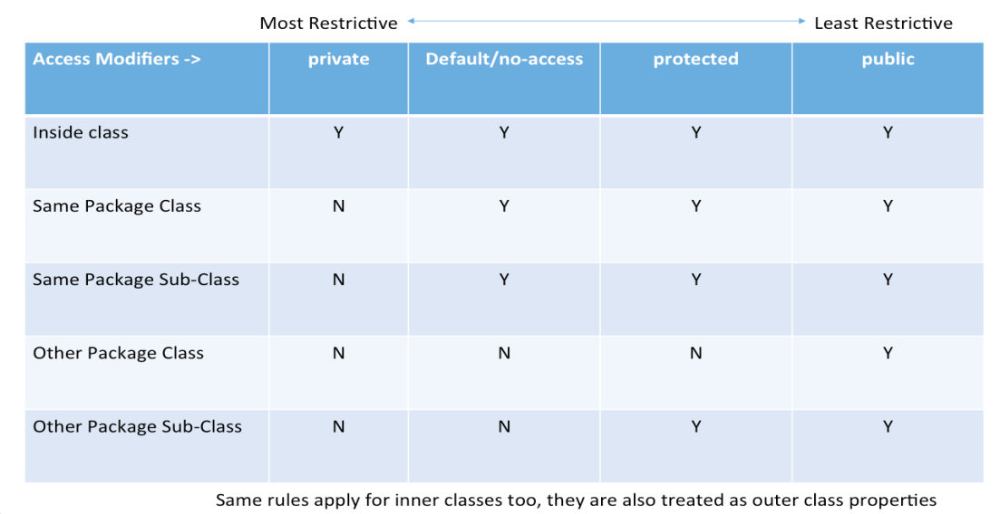 Most Restrictive Least Restrictive
Access Modifiers -> private Default/no-access protected public
Inside class Y Y Y Y
Same Package Class N Y Y Y
Same Package Sub-Class N Y Y Y
Other Package Class N N N Y
Other Package Sub-Class N N Y Y
Same rules apply for inner classes too, they are also treated as outer class properties